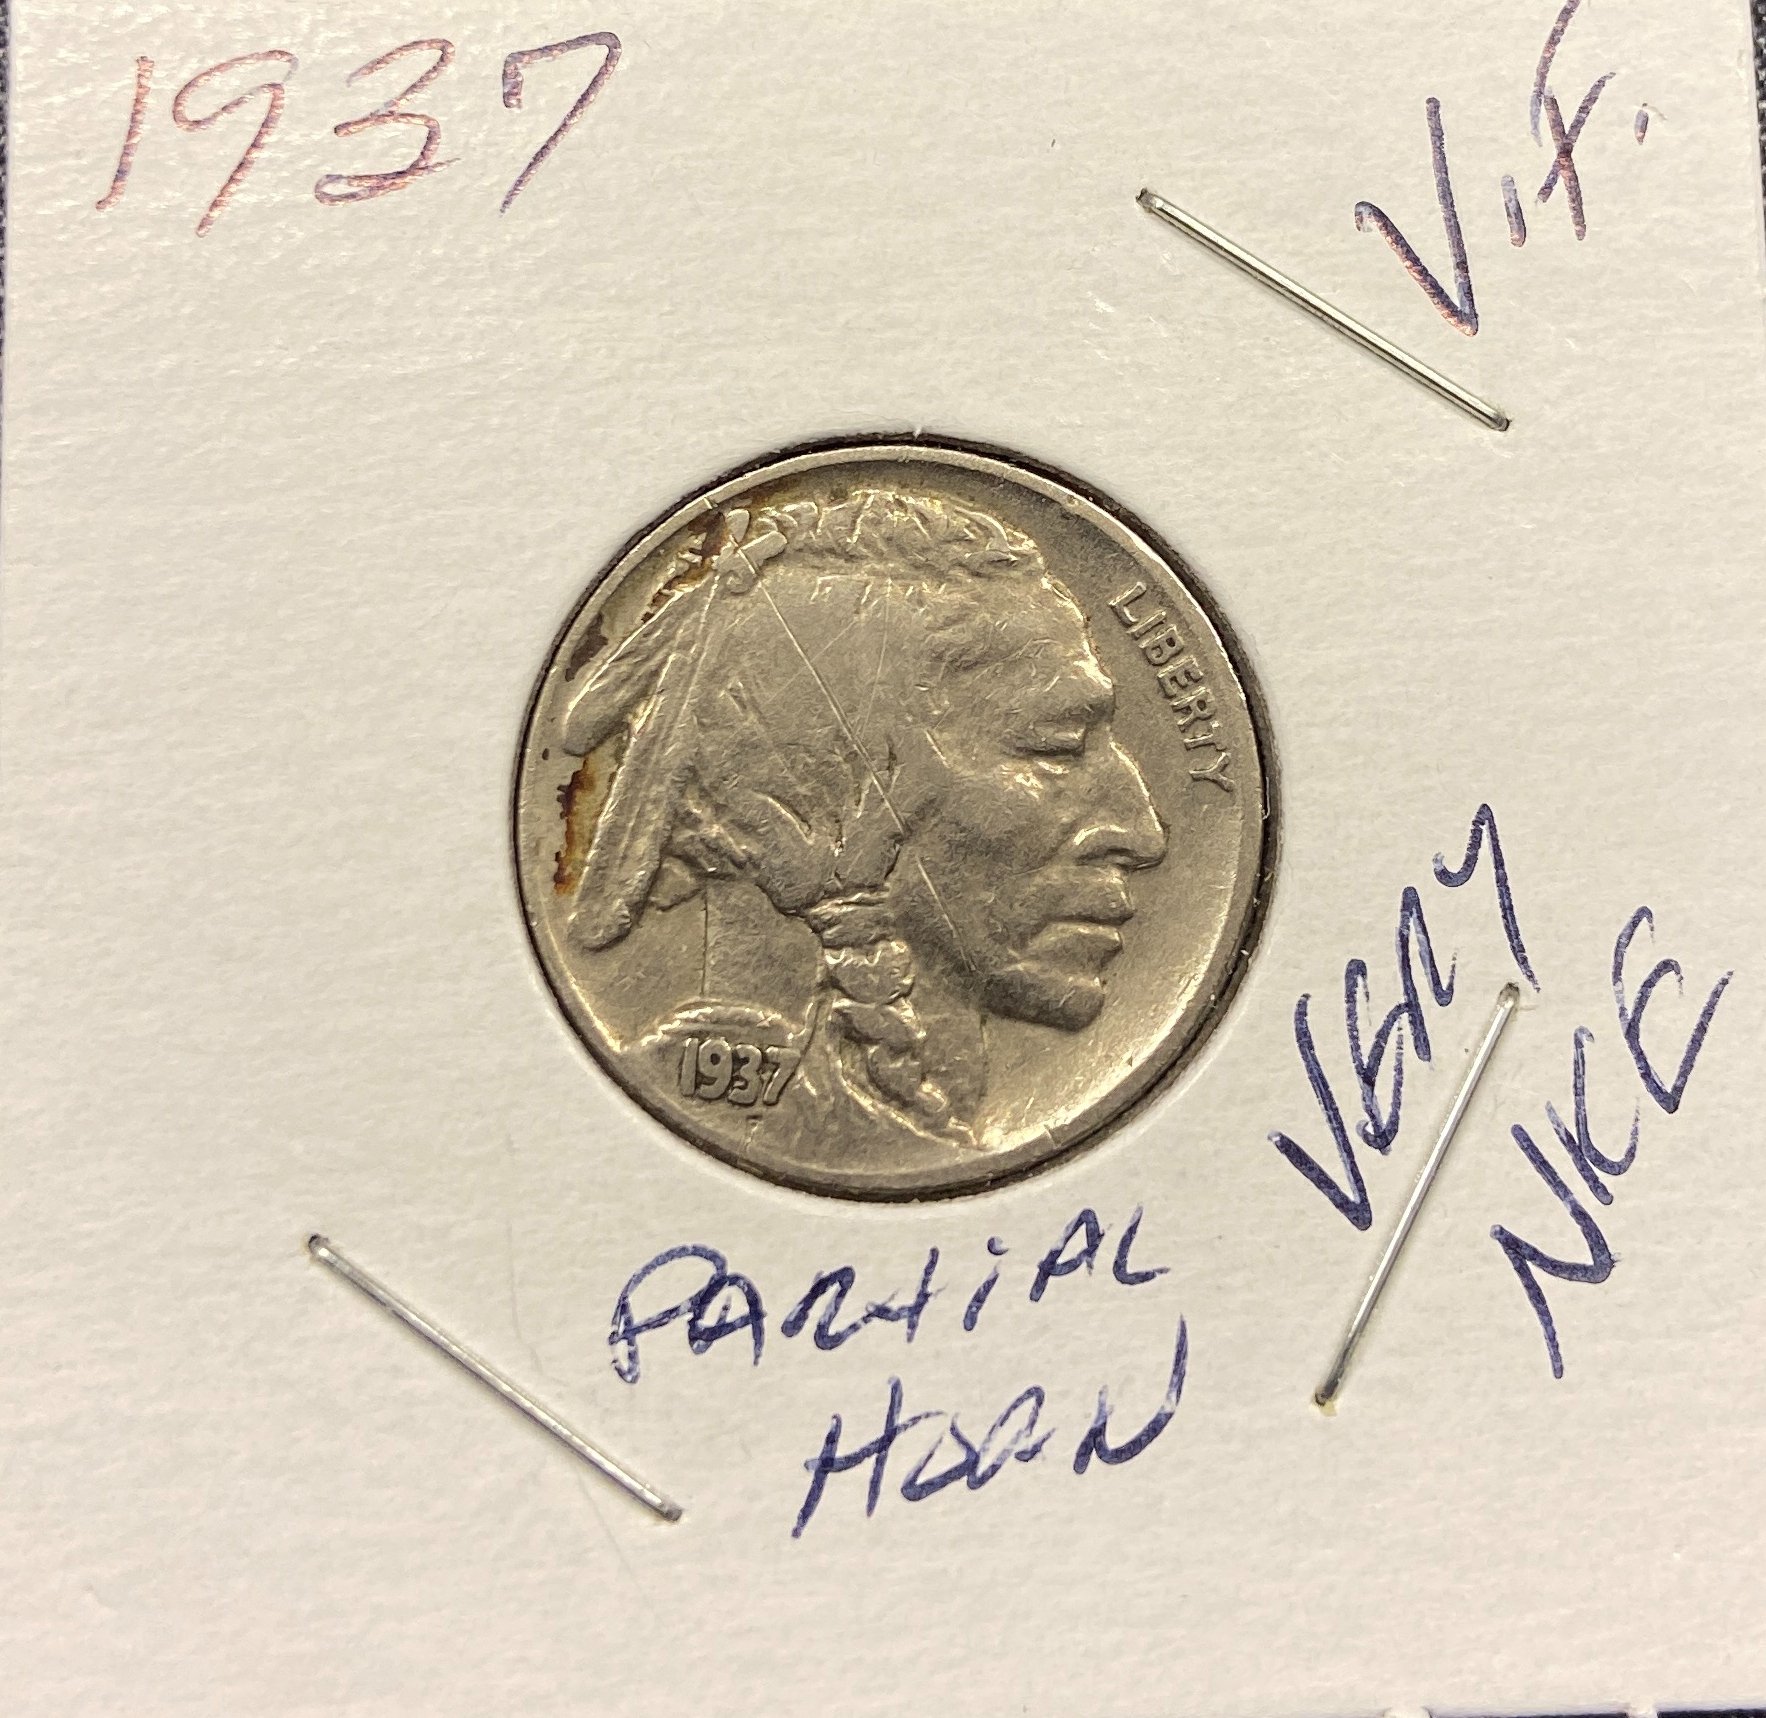 1937
V.F.
LIBERTY
VERY
NICE
1937
PARtiAL
HORN